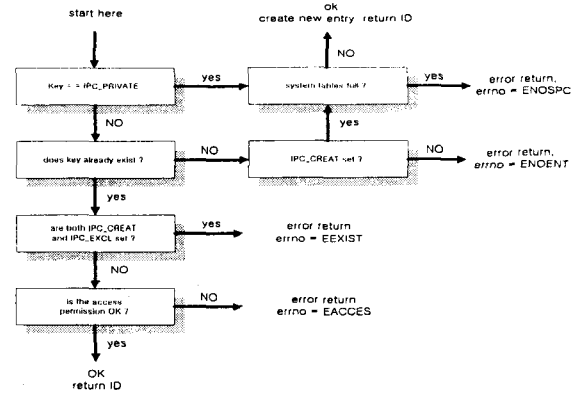 start here
ok
create new entry return ID
NO
Key = = IPC_PRIVATE
yes
system tables full ?
yes
error return,
errno = ENOSPC
NO
yes
does key already exist ?
NO
IPC_CREAT set ?
NO
error return,
errno = ENOENT
yes
are both IPC_CREAT
and IPC_EXCL set ?
yes
error return
errno = EEXIST
NO
is the access
permission OK ?
NO
error return
errno = EACCES
yes
OK
return ID